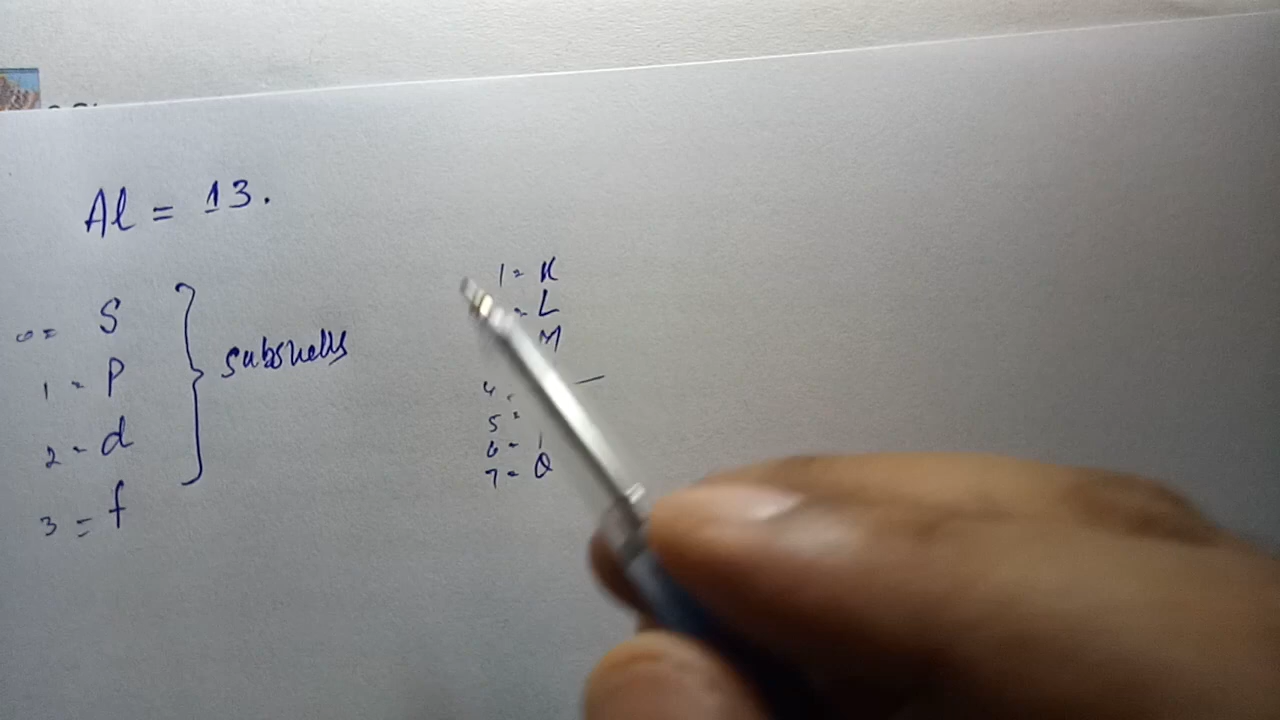 Al = 13.
0 = S
1 = P
2 = d
3 = f
subshells
1 = K
= L
M
4 =
5 =
6 =
7 = Q